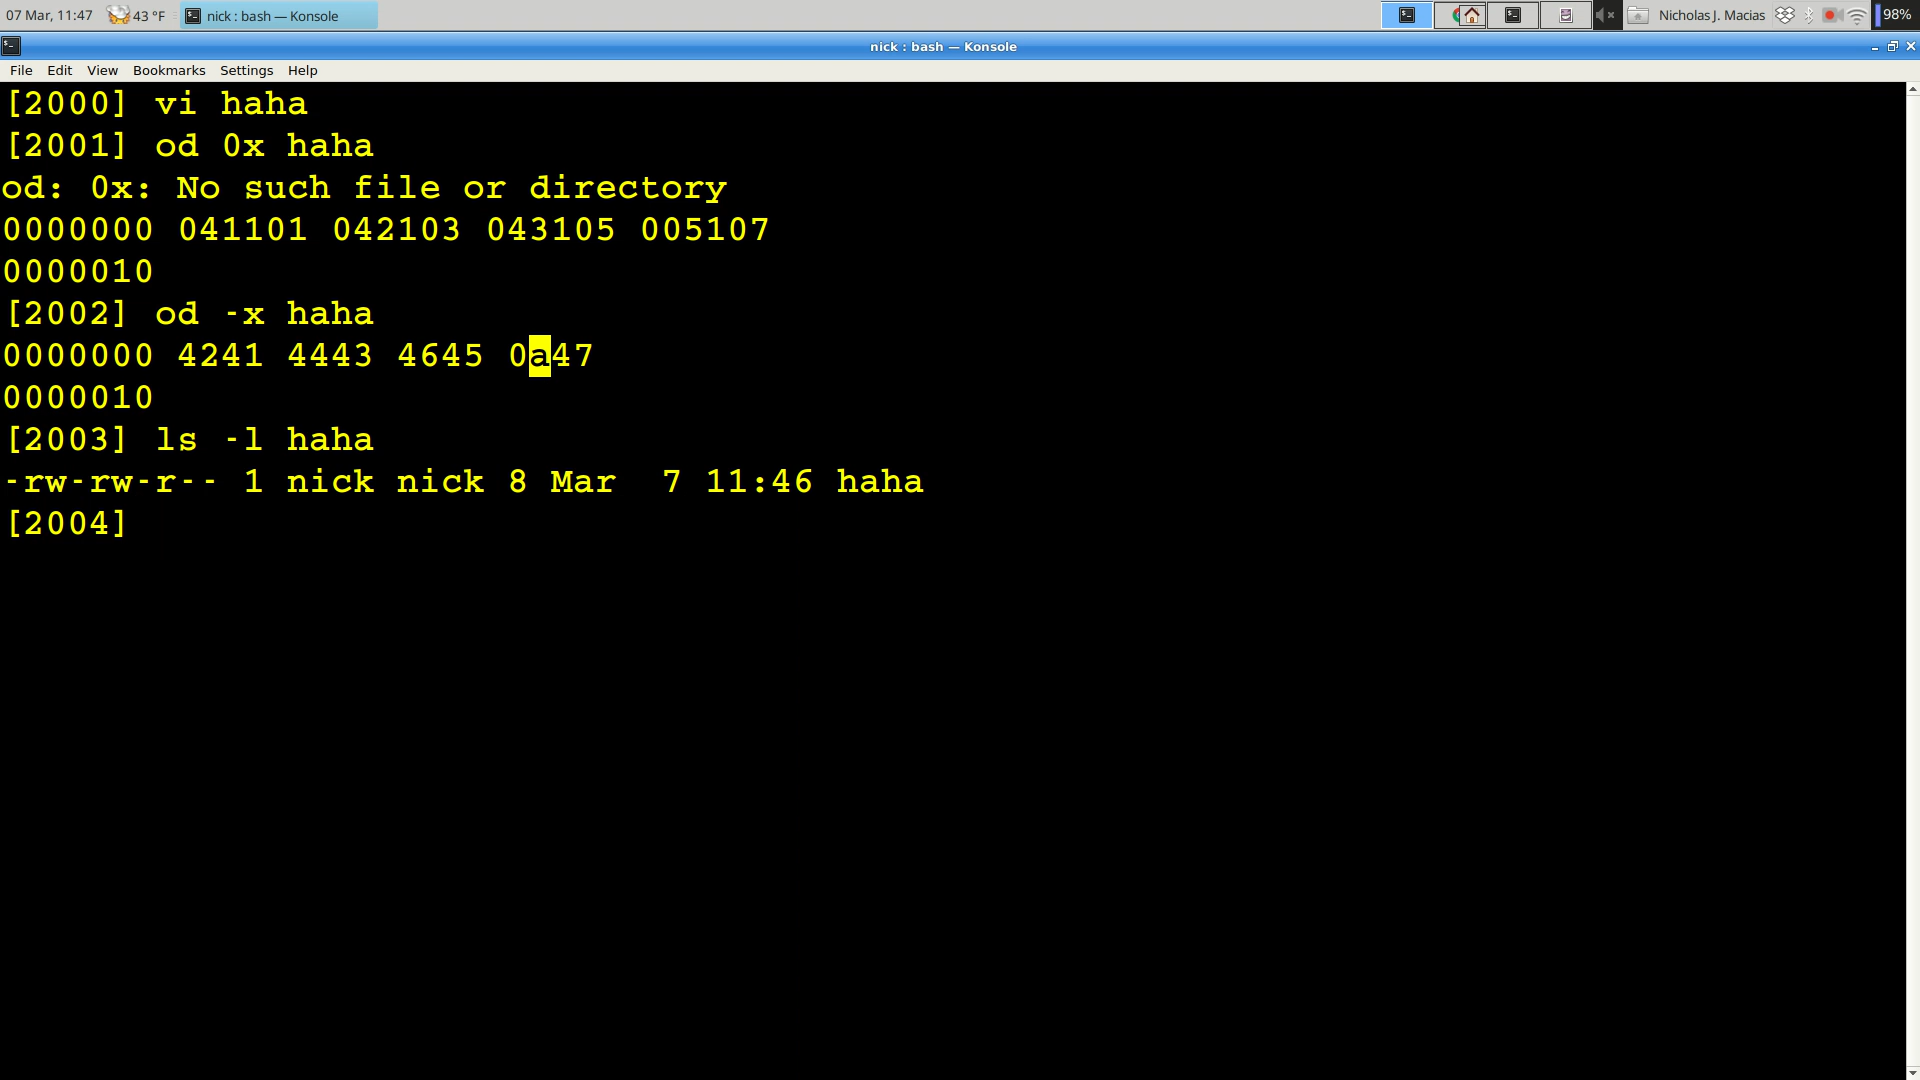 07 Mar, 11:47 43 °F nick : bash — Konsole Nicholas J. Macias 98%
nick : bash — Konsole
File Edit View Bookmarks Settings Help
[2000] vi haha
[2001] od 0x haha
od: 0x: No such file or directory
0000000 041101 042103 043105 005107
0000010
[2002] od -x haha
0000000 4241 4443 4645 0a47
0000010
[2003] ls -l haha
-rw-rw-r-- 1 nick nick 8 Mar  7 11:46 haha
[2004]